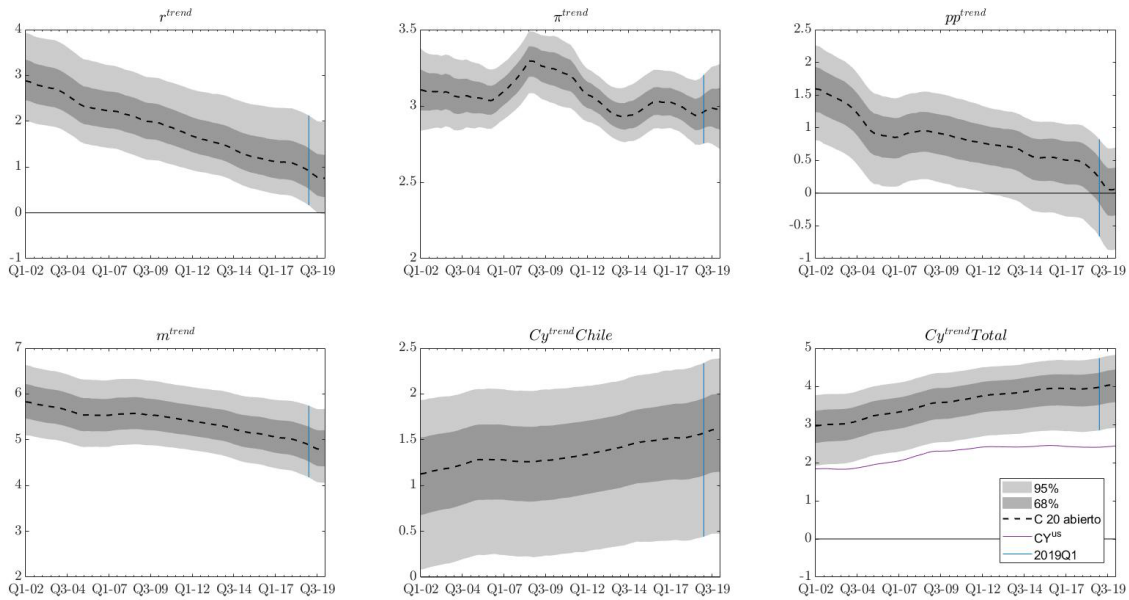 r^trend
4
3
2
1
0
-1
Q1-02 Q3-04 Q1-07 Q3-09 Q1-12 Q3-14 Q1-17 Q3-19
π^trend
3.5
3
2.5
2
Q1-02 Q3-04 Q1-07 Q3-09 Q1-12 Q3-14 Q1-17 Q3-19
pp^trend
2.5
2
1.5
1
0.5
0
-0.5
-1
Q1-02 Q3-04 Q1-07 Q3-09 Q1-12 Q3-14 Q1-17 Q3-19
m^trend
7
6
5
4
3
2
Q1-02 Q3-04 Q1-07 Q3-09 Q1-12 Q3-14 Q1-17 Q3-19
Cy^trend Chile
2.5
2
1.5
1
0.5
0
Q1-02 Q3-04 Q1-07 Q3-09 Q1-12 Q3-14 Q1-17 Q3-19
Cy^trend Total
5
4
3
2
1
0
-1
Q1-02 Q3-04 Q1-07 Q3-09 Q1-12 Q3-14 Q1-17 Q3-19
95%
68%
C 20 abierto
CY^us
2019Q1